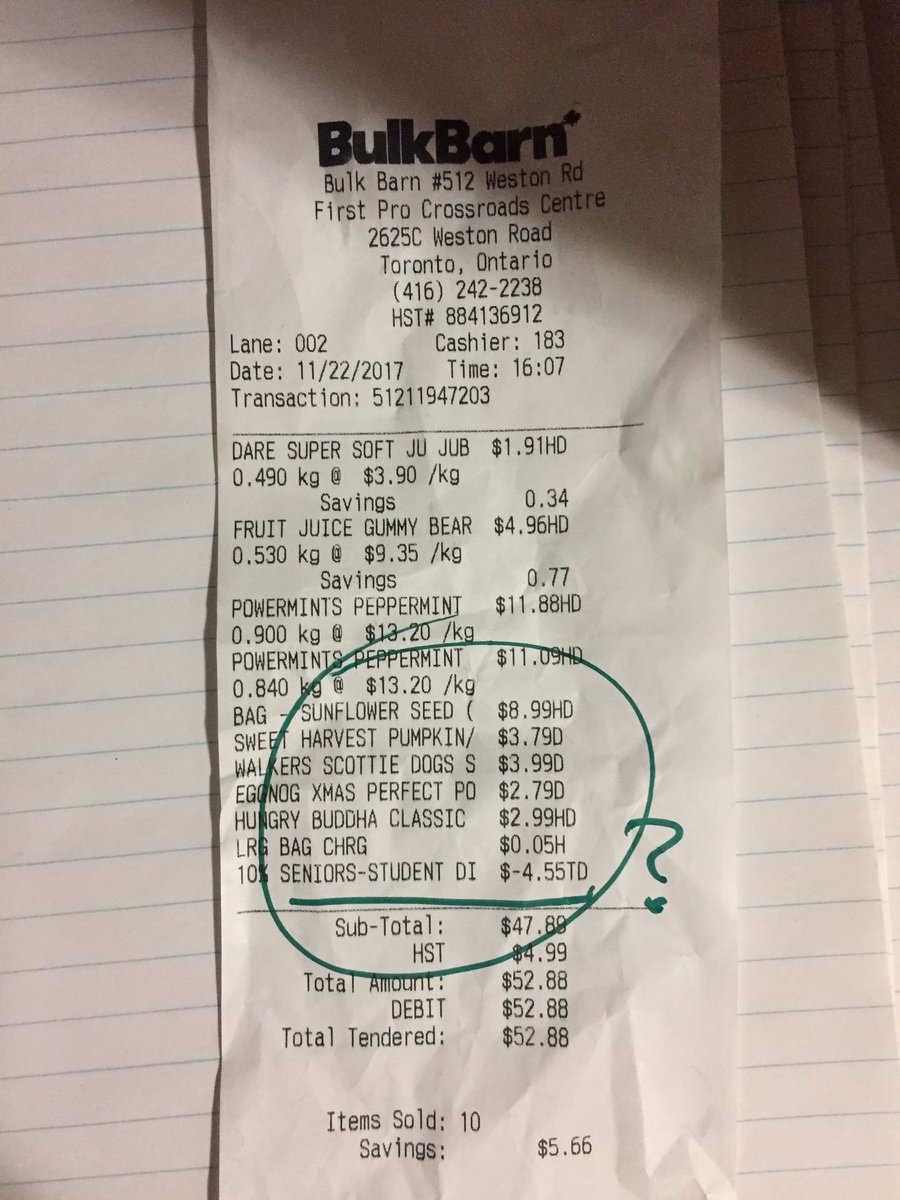 BulkBarn
Bulk Barn #512 Weston Rd
First Pro Crossroads Centre
2625C Weston Road
Toronto, Ontario
(416) 242-2238
HST# 884136912
Lane: 002 Cashier: 183
Date: 11/22/2017 Time: 16:07
Transaction: 51211947203
DARE SUPER SOFT JU JUB $1.91HD
0.490 kg @ $3.90 /kg
Savings 0.34
FRUIT JUICE GUMMY BEAR $4.96HD
0.530 kg @ $9.35 /kg
Savings 0.77
POWERMINTS PEPPERMINT $11.88HD
0.900 kg @ $13.20 /kg
POWERMINTS PEPPERMINT $11.09HD
0.840 kg @ $13.20 /kg
BAG - SUNFLOWER SEED ( $8.99HD
SWEET HARVEST PUMPKIN/ $3.79D
WALKERS SCOTTIE DOGS S $3.99D
EGGNOG XMAS PERFECT PO $2.79D
HUNGRY BUDDHA CLASSIC $2.99HD
LRG BAG CHRG $0.05H
10% SENIORS-STUDENT DI $-4.55TD
?
Sub-Total: $47.89
HST $4.99
Total Amount: $52.88
DEBIT $52.88
Total Tendered: $52.88
Items Sold: 10
Savings: $5.66